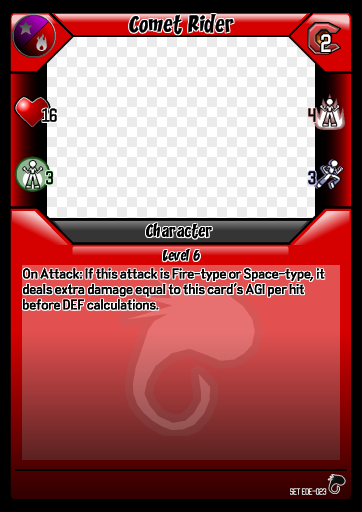 Comet Rider
2
16
4
3
3
Character
Level 6
On Attack: If this attack is Fire-type or Space-type, it
deals extra damage equal to this card's AGI per hit
before DEF calculations.
SET EOE-023